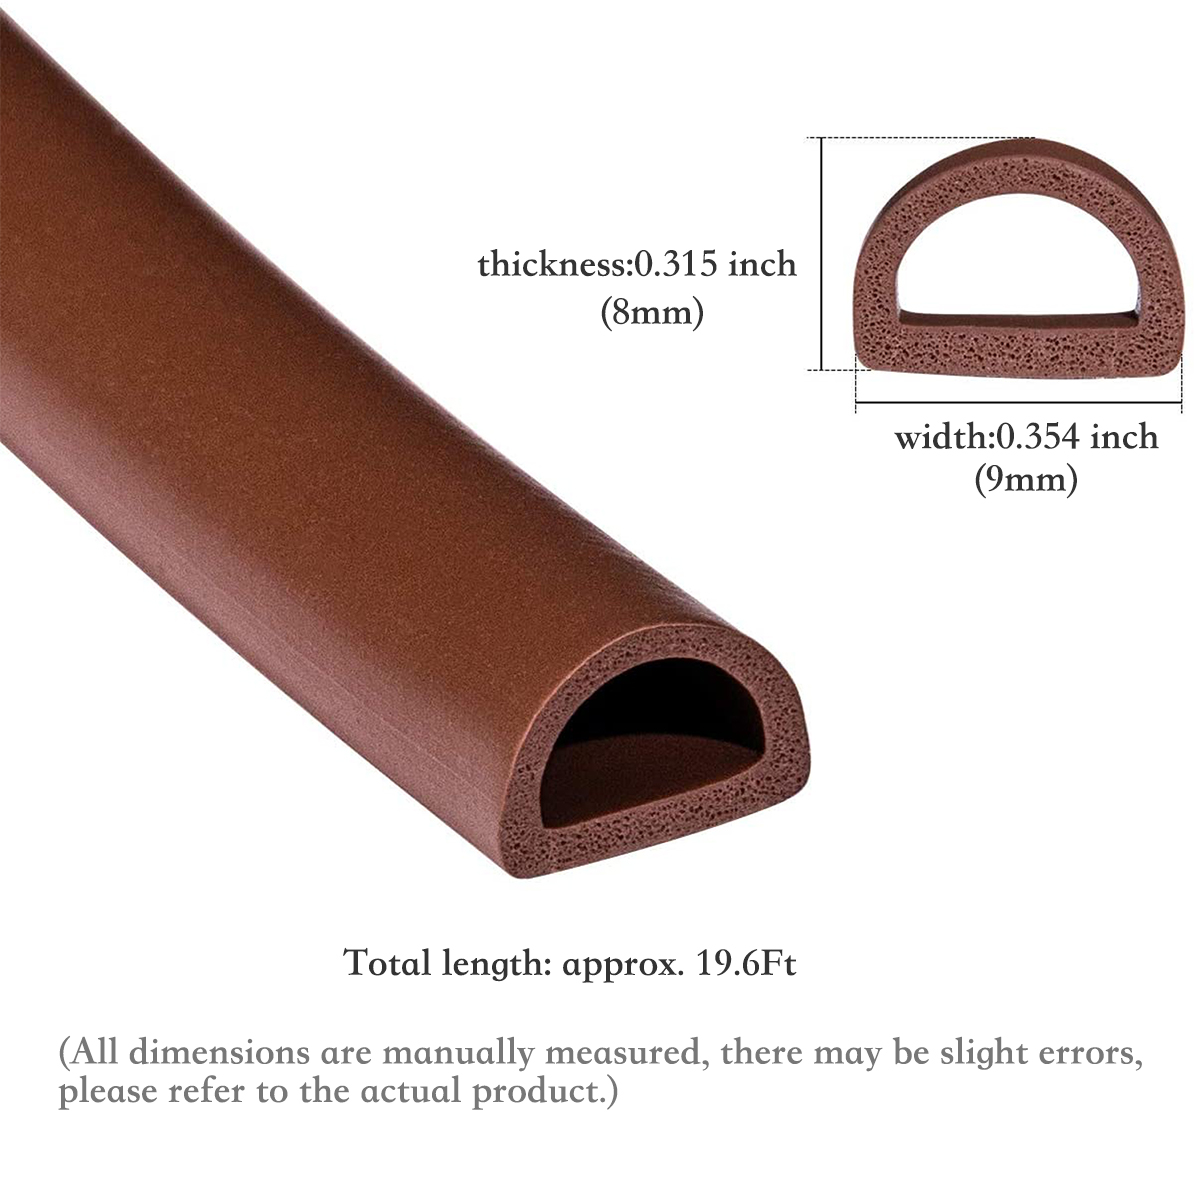 thickness:0.315 inch
(8mm)
width:0.354 inch
(9mm)
Total length: approx. 19.6Ft
(All dimensions are manually measured, there may be slight errors,
please refer to the actual product.)